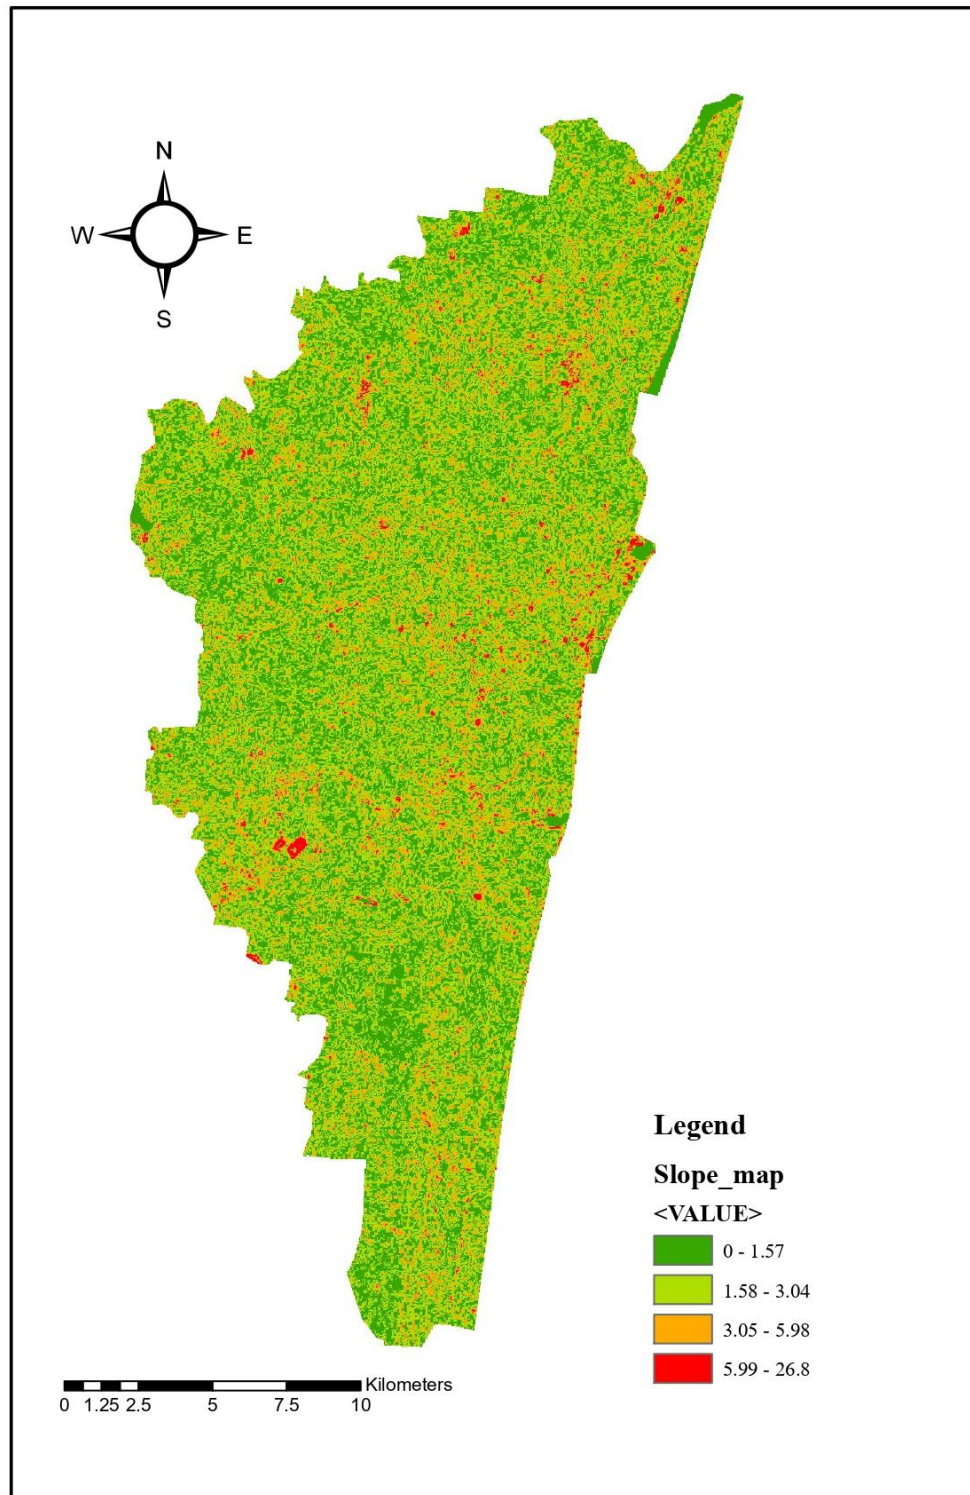 N
W E
S
Legend
Slope_map
<VALUE>
0 - 1.57
1.58 - 3.04
3.05 - 5.98
5.99 - 26.8
Kilometers
0 1.25 2.5 5 7.5 10